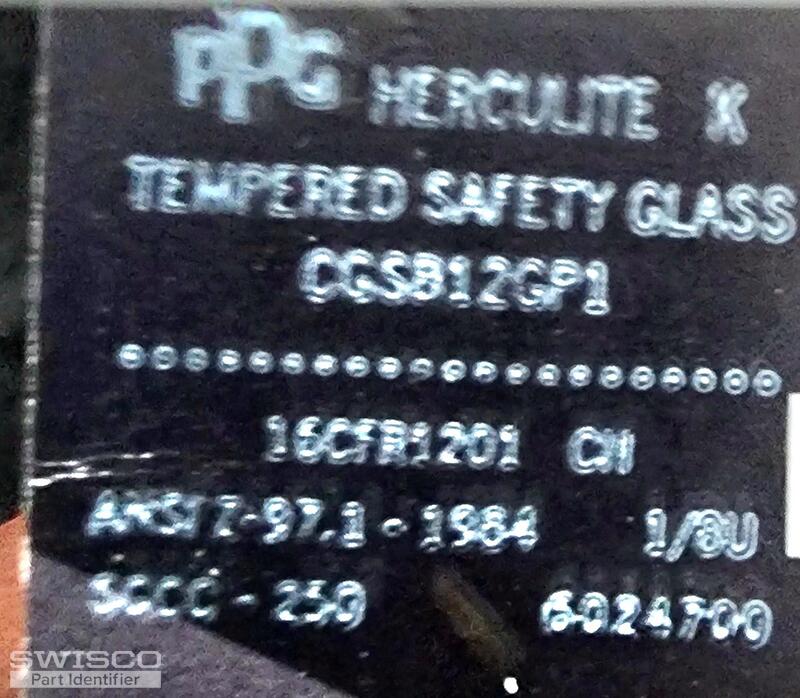 PPG HERCULITE K
TEMPERED SAFETY GLASS
CGSB12GP1
16CFR1201 CII
ANSI Z-97.1 - 1984 1/8U
SGCC - 250 6024700
SWISCO
Part Identifier